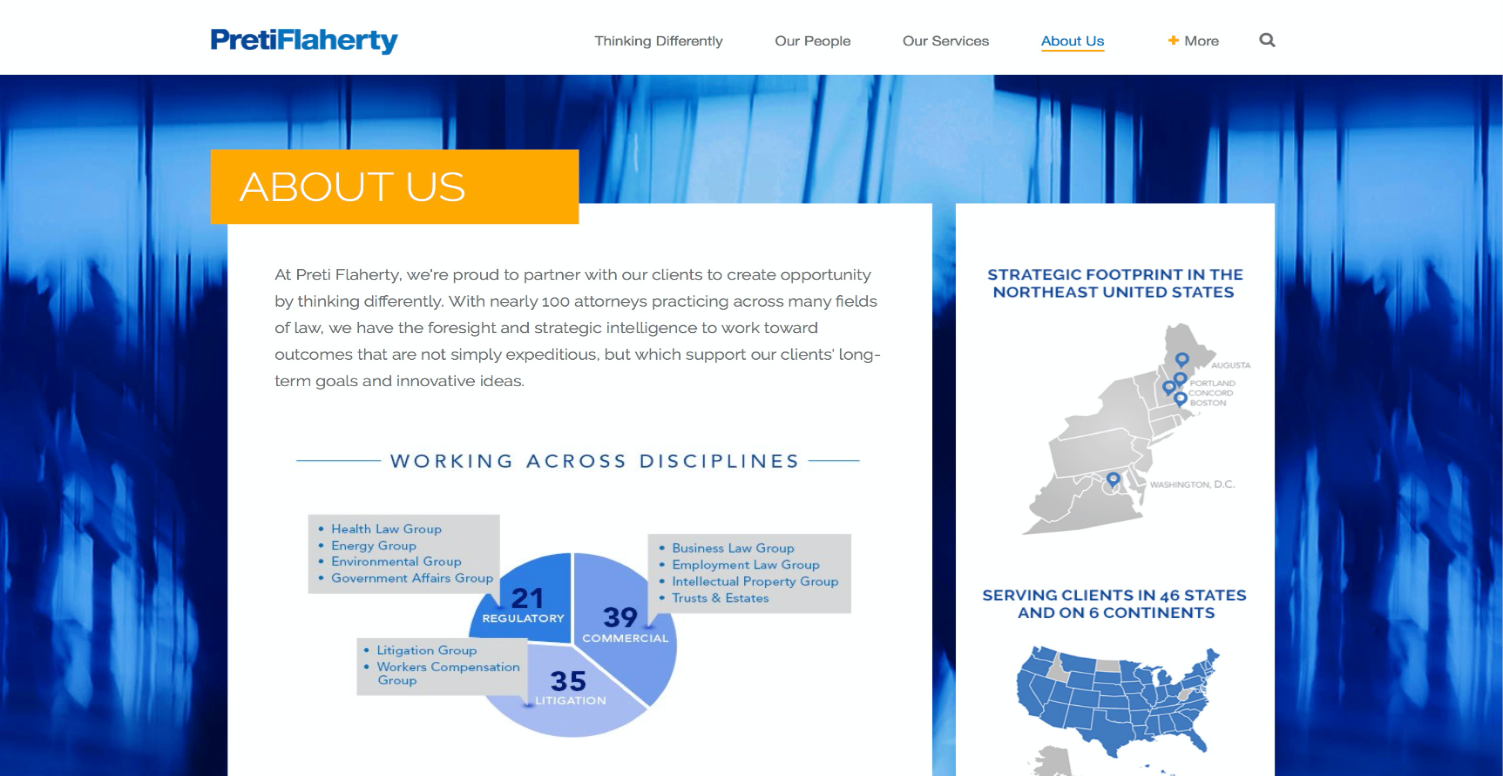 PretiFlaherty
Thinking Differently
Our People
Our Services
About Us
+ More
ABOUT US
At Preti Flaherty, we're proud to partner with our clients to create opportunity
by thinking differently. With nearly 100 attorneys practicing across many fields
of law, we have the foresight and strategic intelligence to work toward
outcomes that are not simply expeditious, but which support our clients' long-
term goals and innovative ideas.
WORKING ACROSS DISCIPLINES
• Health Law Group
• Energy Group
• Environmental Group
• Government Affairs Group
• Business Law Group
• Employment Law Group
• Intellectual Property Group
• Trusts & Estates
21
REGULATORY
39
COMMERCIAL
• Litigation Group
• Workers Compensation
Group
35
LITIGATION
STRATEGIC FOOTPRINT IN THE
NORTHEAST UNITED STATES
AUGUSTA
PORTLAND
CONCORD
BOSTON
WASHINGTON, D.C.
SERVING CLIENTS IN 46 STATES
AND ON 6 CONTINENTS